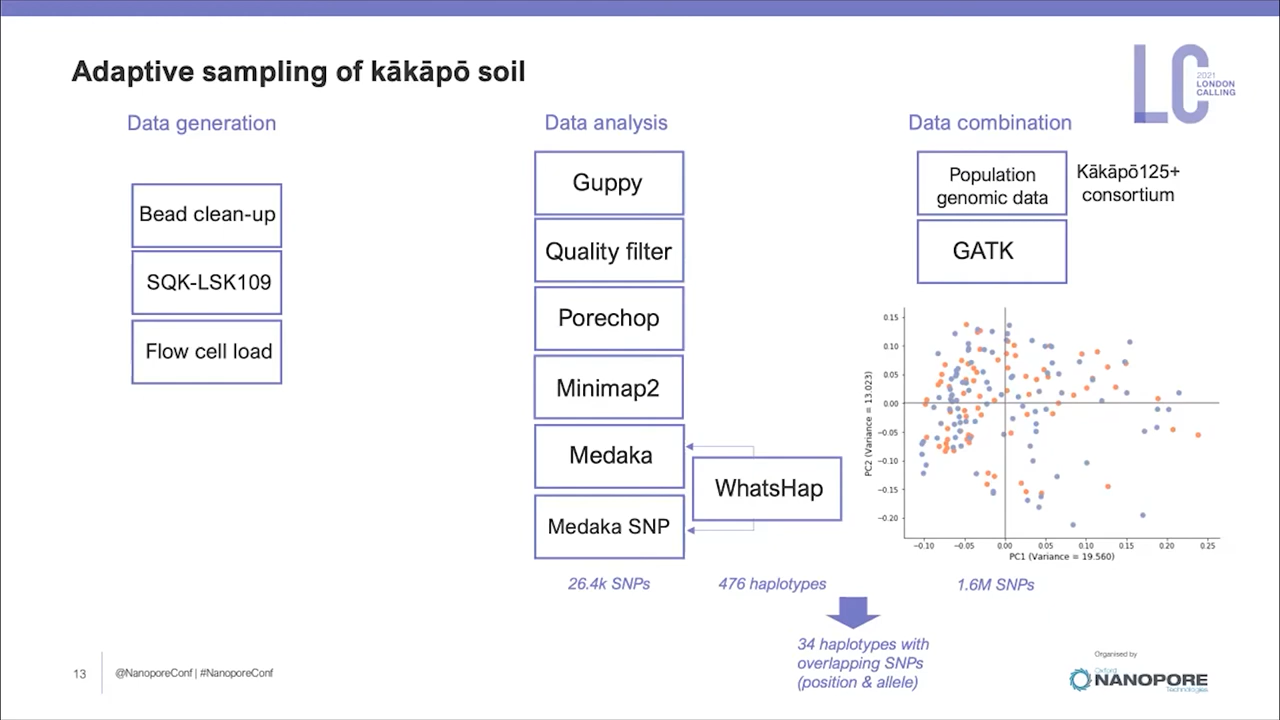 Adaptive sampling of kākāpō soil
LC
2021
LONDON
CALLING
Data generation
Bead clean-up
SQK-LSK109
Flow cell load
Data analysis
Guppy
Quality filter
Porechop
Minimap2
Medaka
WhatsHap
Medaka SNP
26.4k SNPs
476 haplotypes
Data combination
Population
genomic data
Kākāpō125+
consortium
GATK
0.15
0.10
0.05
0.00
−0.05
−0.10
−0.15
−0.20
PC2 (Variance = 13.023)
−0.10
−0.05
0.00
0.05
0.10
0.15
0.20
0.25
PC1 (Variance = 19.560)
1.6M SNPs
34 haplotypes with
overlapping SNPs
(position & allele)
13
@NanoporeConf | #NanoporeConf
Organised by
Oxford
NANOPORE
Technologies